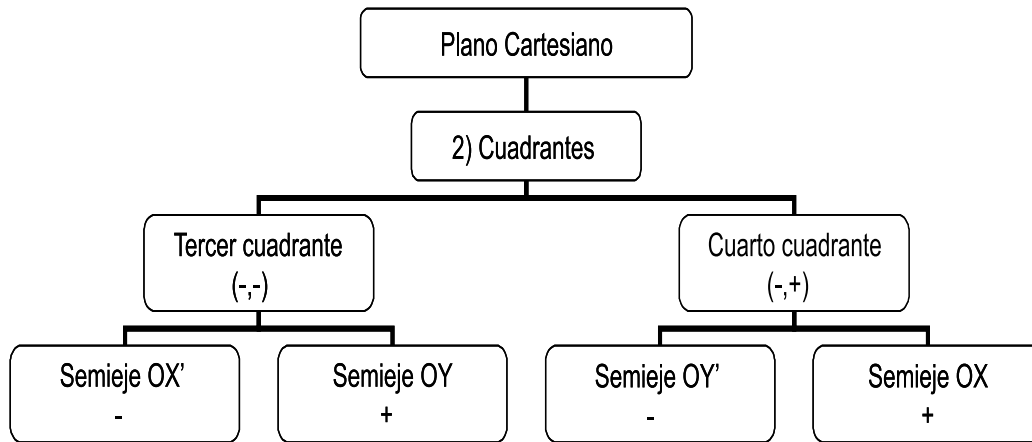 Plano Cartesiano
2) Cuadrantes
Tercer cuadrante
(-,-)
Cuarto cuadrante
(-,+)
Semieje OX’
-
Semieje OY
+
Semieje OY’
-
Semieje OX
+